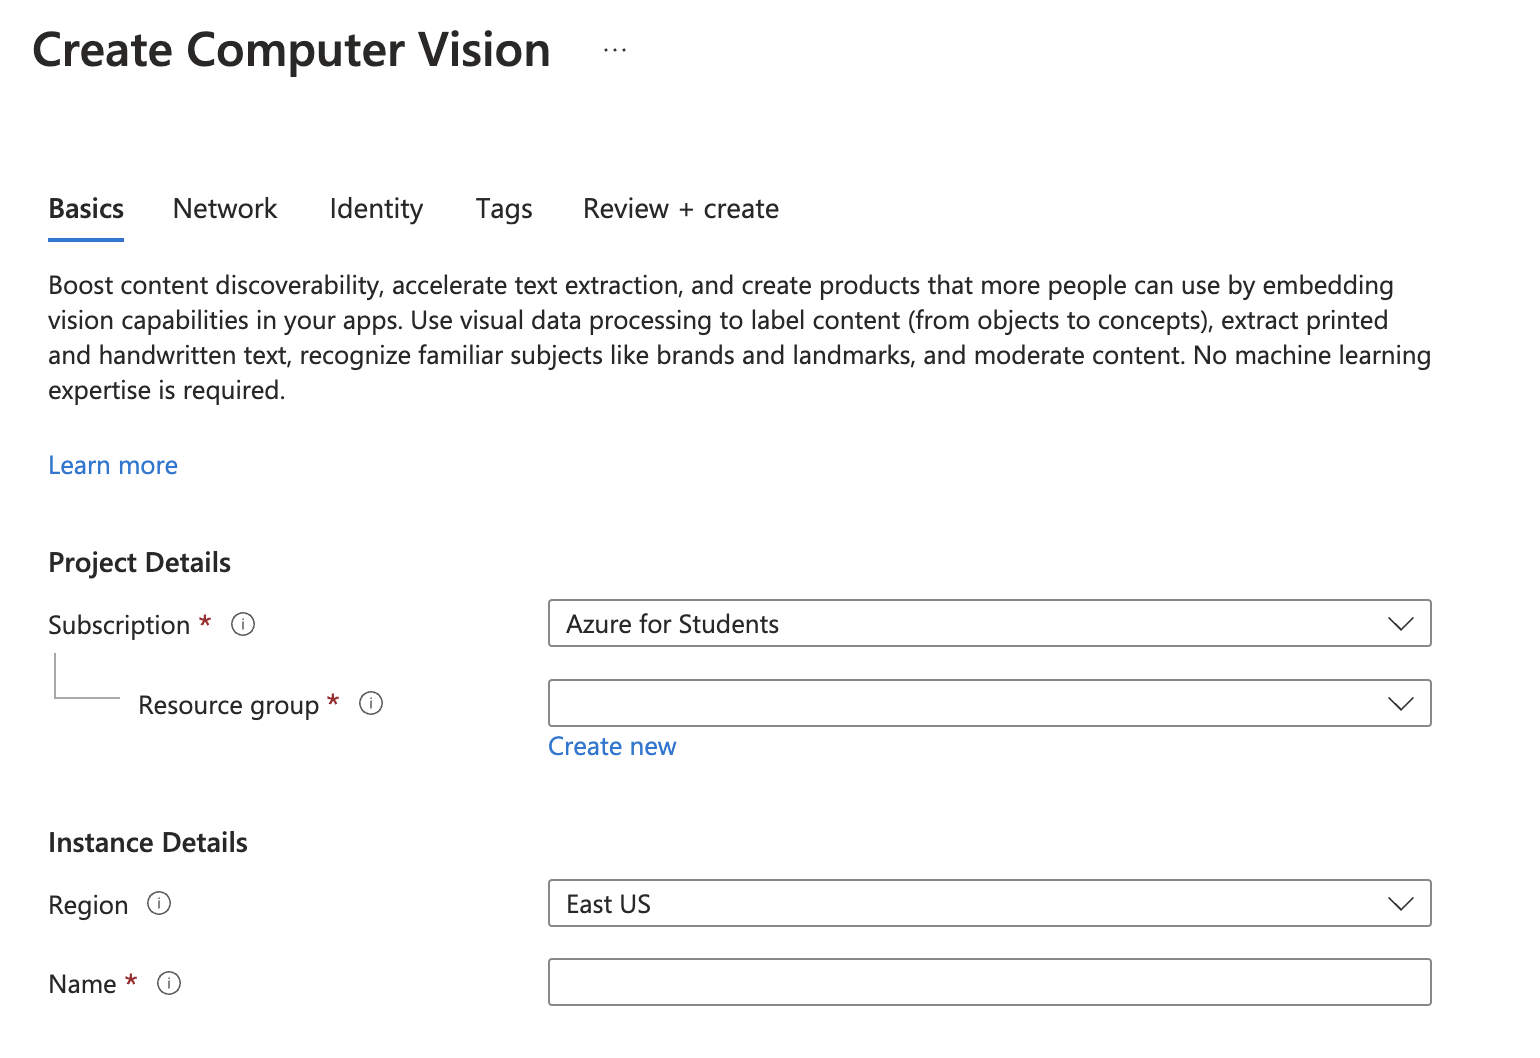 Create Computer Vision ...
Basics Network Identity Tags Review + create
Boost content discoverability, accelerate text extraction, and create products that more people can use by embedding
vision capabilities in your apps. Use visual data processing to label content (from objects to concepts), extract printed
and handwritten text, recognize familiar subjects like brands and landmarks, and moderate content. No machine learning
expertise is required.
Learn more
Project Details
Subscription * Azure for Students
Resource group *
Create new
Instance Details
Region East US
Name *